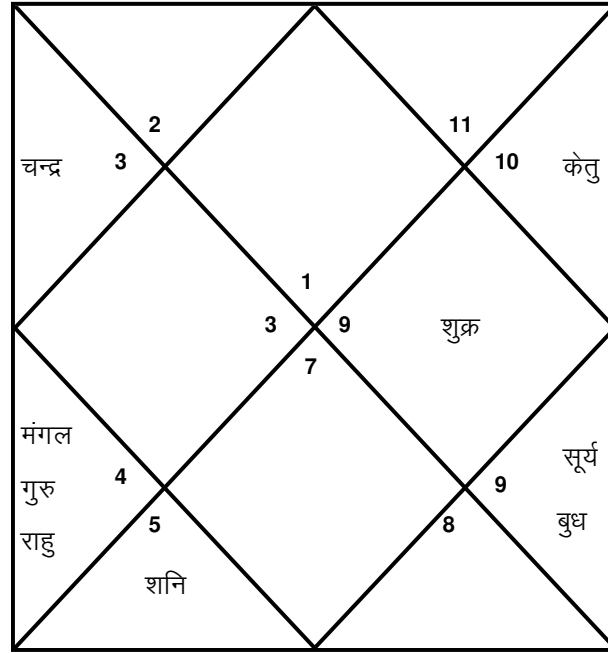 2 11
चन्द्र 3 10 केतु
1
3 9 शुक्र
7
मंगल
सूर्य
4 9
गुरु
बुध
5 8
राहु
शनि